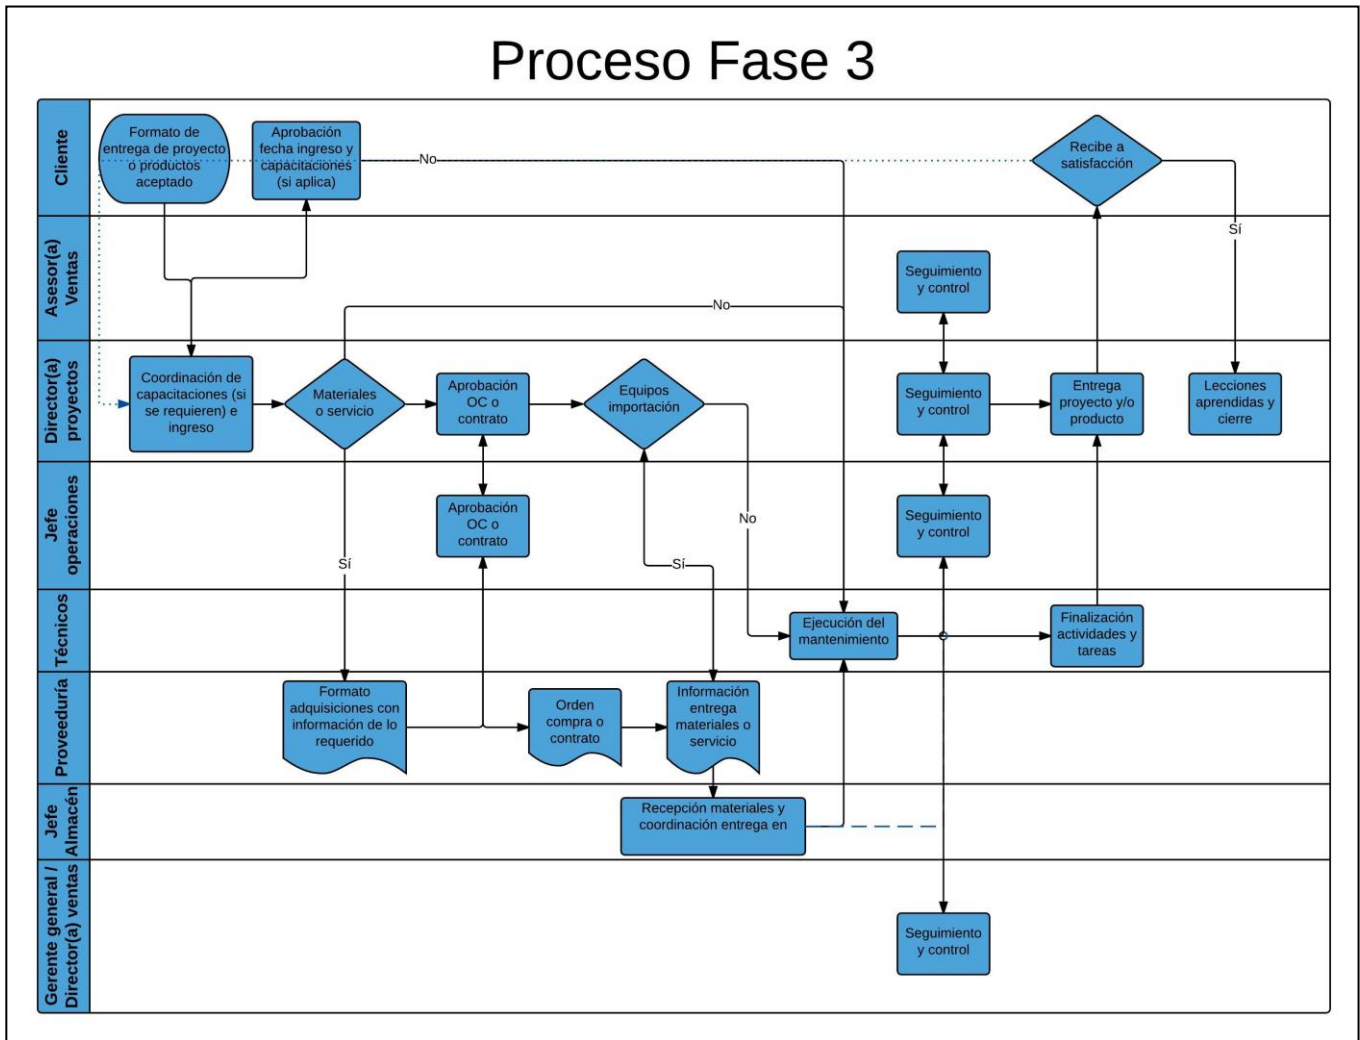 Proceso Fase 3
Cliente
Formato de
entrega de proyecto
o productos
aceptado
Aprobación
fecha ingreso y
capacitaciones
(si aplica)
No
Recibe a
satisfacción
Sí
Asesor(a)
Ventas
Seguimiento
y control
No
Director(a)
proyectos
Coordinación de
capacitaciones (si
se requieren) e
ingreso
Materiales
o servicio
Aprobación
OC o
contrato
Equipos
importación
Seguimiento
y control
Entrega
proyecto y/o
producto
Lecciones
aprendidas y
cierre
Jefe
operaciones
Sí
Aprobación
OC o
contrato
Sí
No
Seguimiento
y control
Técnicos
Ejecución del
mantenimiento
Finalización
actividades y
tareas
Proveeduría
Formato
adquisiciones con
información de lo
requerido
Orden
compra o
contrato
Información
entrega
materiales o
servicio
Jefe
Almacén
Recepción materiales y
coordinación entrega en
Gerente general /
Director(a) ventas
Seguimiento
y control